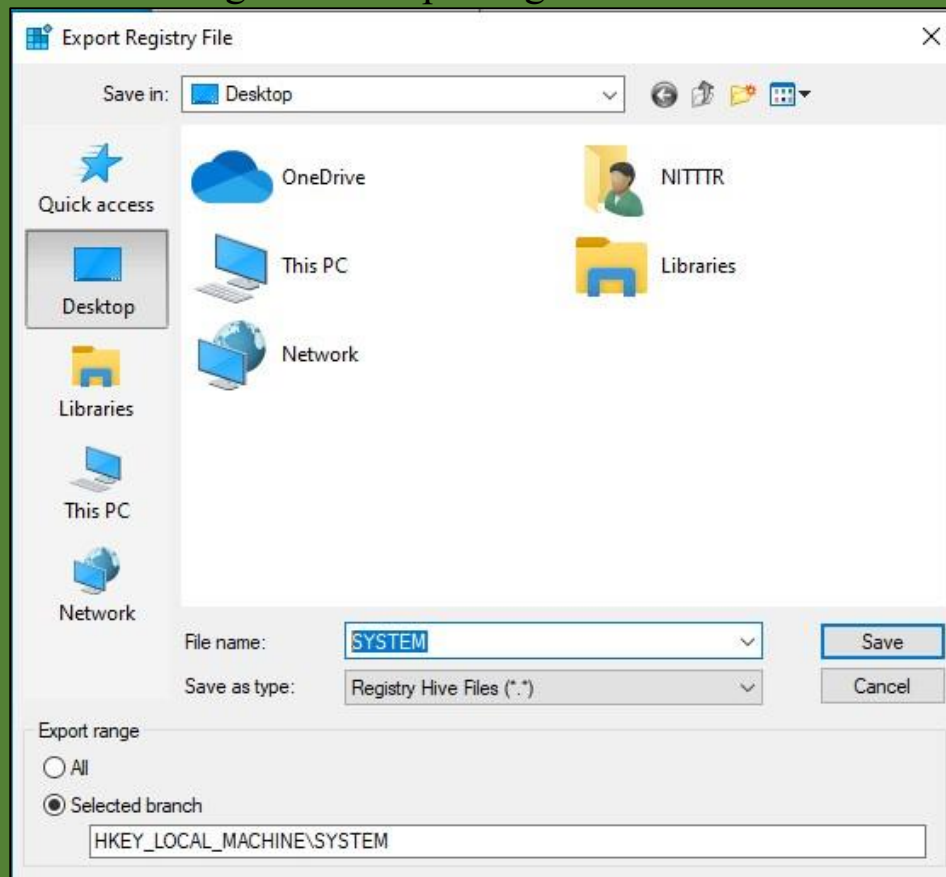 Export Registry File
Save in: Desktop
OneDrive NITTTR
Quick access
This PC Libraries
Desktop
Network
Libraries
This PC
Network
File name: SYSTEM Save
Save as type: Registry Hive Files (*.*) Cancel
Export range
All
Selected branch
HKEY_LOCAL_MACHINE\SYSTEM